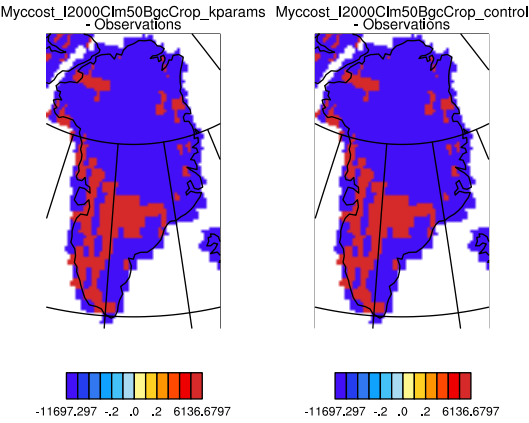 Myccost_I2000Clm50BgcCrop_kparams
- Observations
Myccost_I2000Clm50BgcCrop_control
- Observations
-11697.297 -.2 .0 .2 6136.6797
-11697.297 -.2 .0 .2 6136.6797